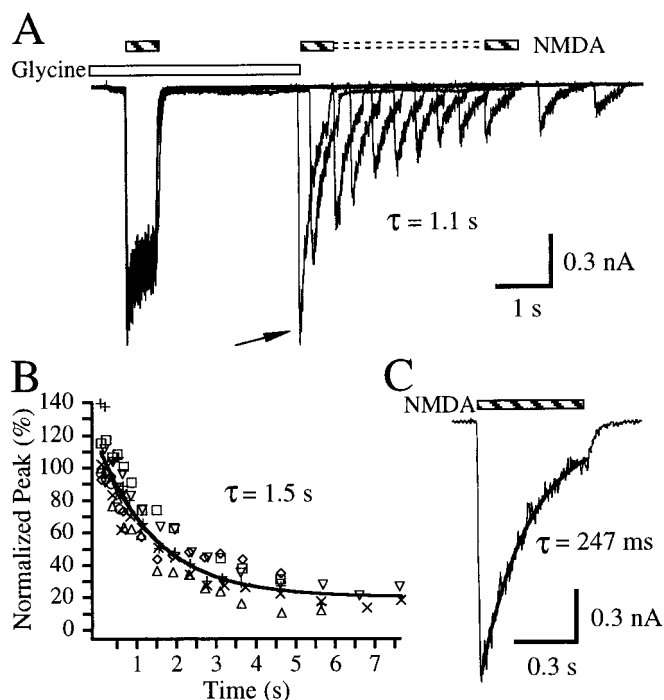 A
NMDA
Glycine
τ = 1.1 s
0.3 nA
1 s
B
140
120
100
80
60
40
20
0
Normalized Peak (%)
τ = 1.5 s
1 2 3 4 5 6 7
Time (s)
C
NMDA
τ = 247 ms
0.3 nA
0.3 s